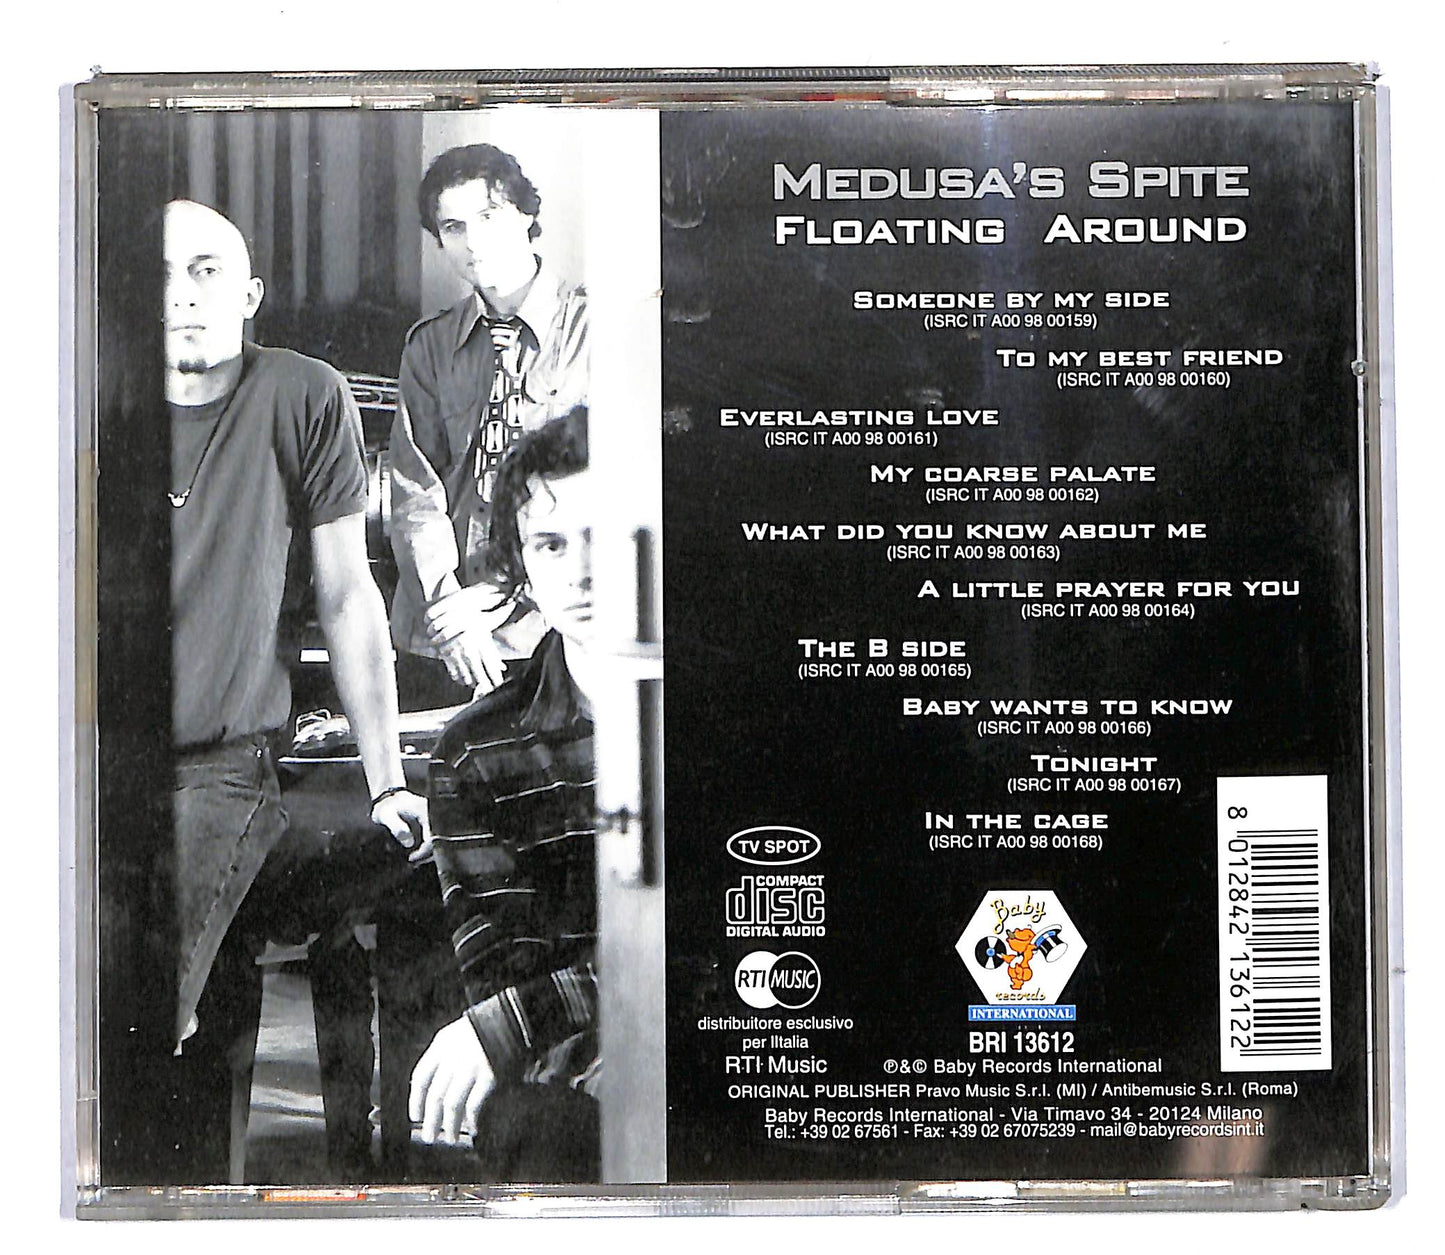 MEDUSA'S SPITE
FLOATING AROUND
SOMEONE BY MY SIDE
(ISRC IT A00 98 00159)
TO MY BEST FRIEND
(ISRC IT A00 98 00160)
EVERLASTING LOVE
(ISRC IT A00 98 00161)
MY COARSE PALATE
(ISRC IT A00 98 00162)
WHAT DID YOU KNOW ABOUT ME
(ISRC IT A00 98 00163)
A LITTLE PRAYER FOR YOU
(ISRC IT A00 98 00164)
THE B SIDE
(ISRC IT A00 98 00165)
BABY WANTS TO KNOW
(ISRC IT A00 98 00166)
TONIGHT
(ISRC IT A00 98 00167)
IN THE CAGE
(ISRC IT A00 98 00168)
TV SPOT
COMPACT
disc
DIGITAL AUDIO
RTI MUSIC
distribuitore esclusivo
per lItalia
RTI Music
Baby
records
INTERNATIONAL
BRI 13612
℗&© Baby Records International
ORIGINAL PUBLISHER Pravo Music S.r.l. (MI) / Antibemusic S.r.l. (Roma)
Baby Records International - Via Timavo 34 - 20124 Milano
Tel.: +39 02 67561 - Fax: +39 02 67075239 - mail@babyrecordsint.it
8 012842 136122